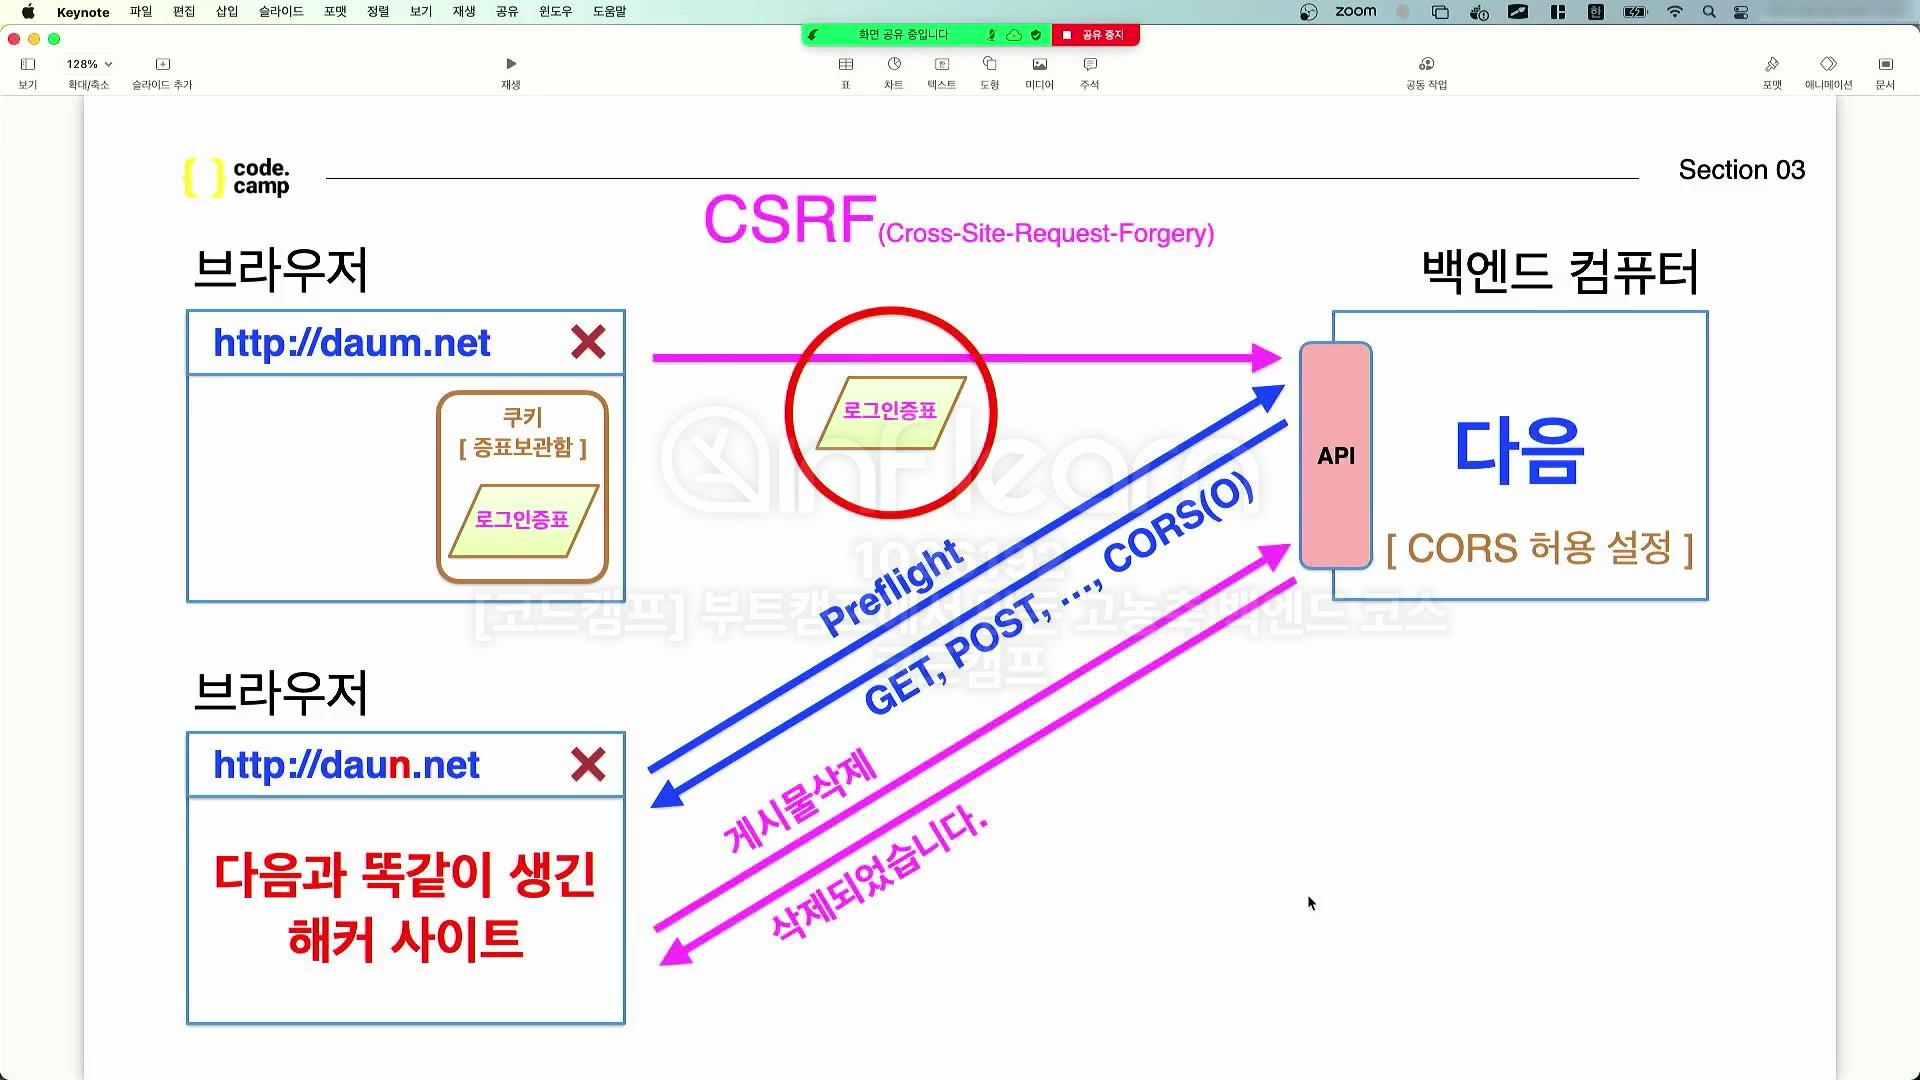 Keynote 파일 편집 삽입 슬라이드 포맷 정렬 보기 재생 공유 윈도우 도움말 zoom 한
화면 공유 중입니다 공유 중지
128%
보기 확대/축소 슬라이드 추가 재생 표 차트 텍스트 도형 미디어 주석 공동 작업 포맷 애니메이션 문서
{ } code.
camp
Section 03
CSRF(Cross-Site-Request-Forgery)
브라우저
백엔드 컴퓨터
http://daum.net
쿠키
[ 증표보관함 ]
로그인증표
로그인증표
API
다음
[ CORS 허용 설정 ]
inflearn
1086192
[코드캠프] 부트캠프에서 만든 고농축 백엔드 코스
코드캠프
Preflight
GET, POST, ..., CORS(O)
브라우저
http://daun.net
다음과 똑같이 생긴
해커 사이트
게시물삭제
삭제되었습니다.